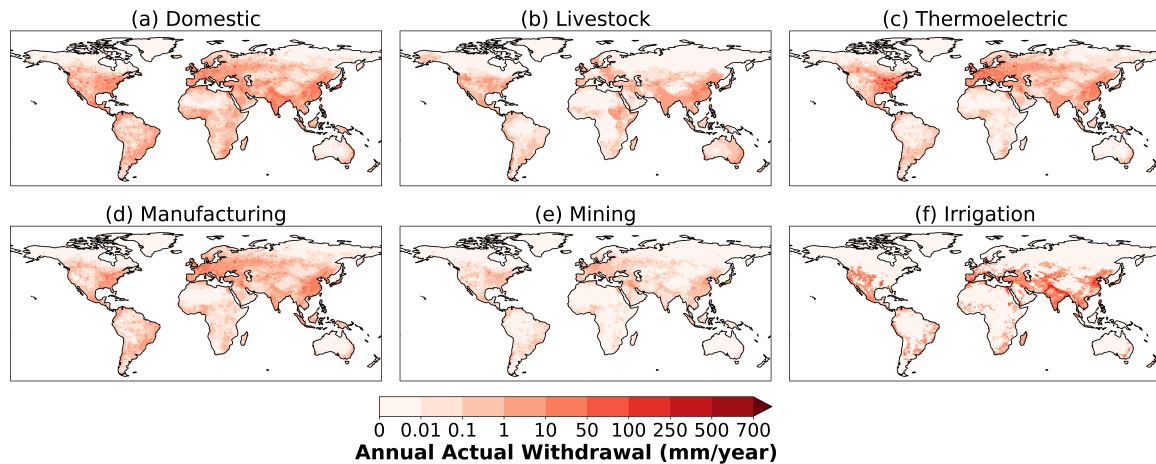 (a) Domestic
(b) Livestock
(c) Thermoelectric
(d) Manufacturing
(e) Mining
(f) Irrigation
0 0.01 0.1 1 10 50 100 250 500 700
Annual Actual Withdrawal (mm/year)